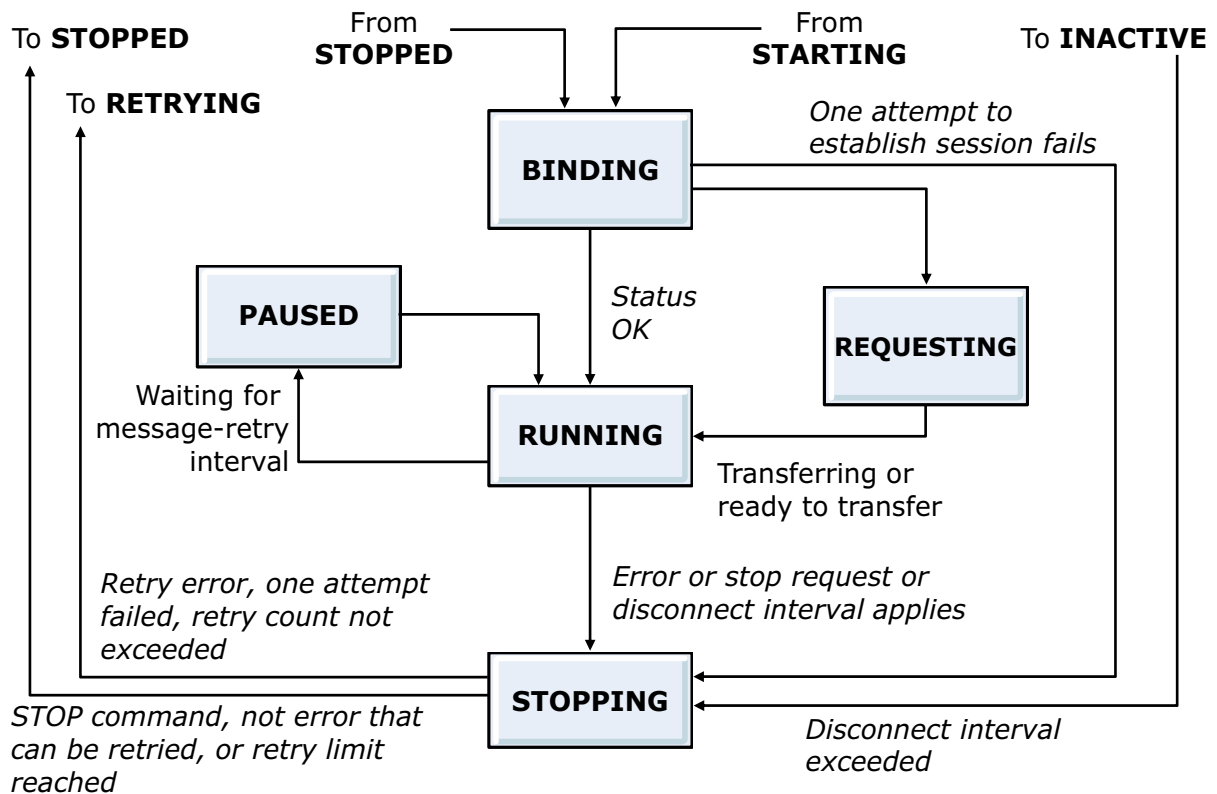 To STOPPED
From
STOPPED
From
STARTING
To INACTIVE
To RETRYING
One attempt to
establish session fails
BINDING
PAUSED
Status
OK
REQUESTING
Waiting for
message-retry
interval
RUNNING
Transferring or
ready to transfer
Retry error, one attempt
failed, retry count not
exceeded
Error or stop request or
disconnect interval applies
STOPPING
STOP command, not error that
can be retried, or retry limit
reached
Disconnect interval
exceeded